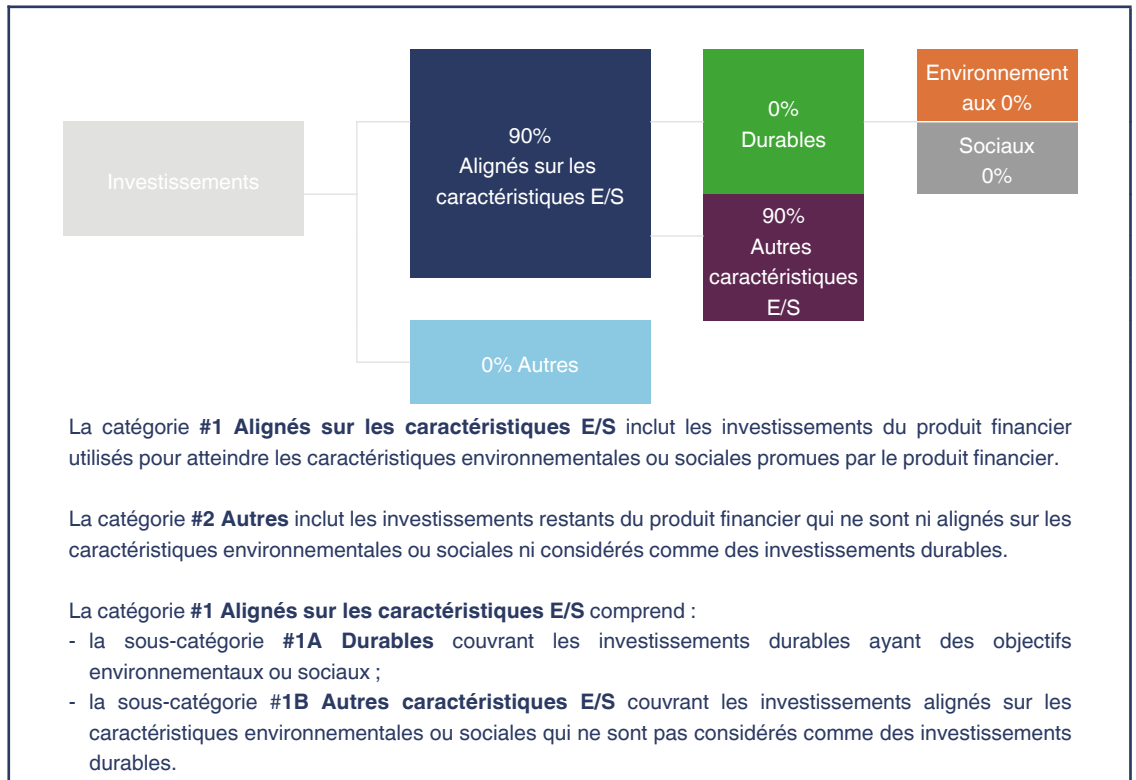 Investissements
90%
Alignés sur les
caractéristiques E/S
0% Autres
0%
Durables
90%
Autres
caractéristiques
E/S
Environnement
aux 0%
Sociaux
0%
La catégorie #1 Alignés sur les caractéristiques E/S inclut les investissements du produit financier
utilisés pour atteindre les caractéristiques environnementales ou sociales promues par le produit financier.
La catégorie #2 Autres inclut les investissements restants du produit financier qui ne sont ni alignés sur les
caractéristiques environnementales ou sociales ni considérés comme des investissements durables.
La catégorie #1 Alignés sur les caractéristiques E/S comprend :
- la sous-catégorie #1A Durables couvrant les investissements durables ayant des objectifs
environnementaux ou sociaux ;
- la sous-catégorie #1B Autres caractéristiques E/S couvrant les investissements alignés sur les
caractéristiques environnementales ou sociales qui ne sont pas considérés comme des investissements
durables.